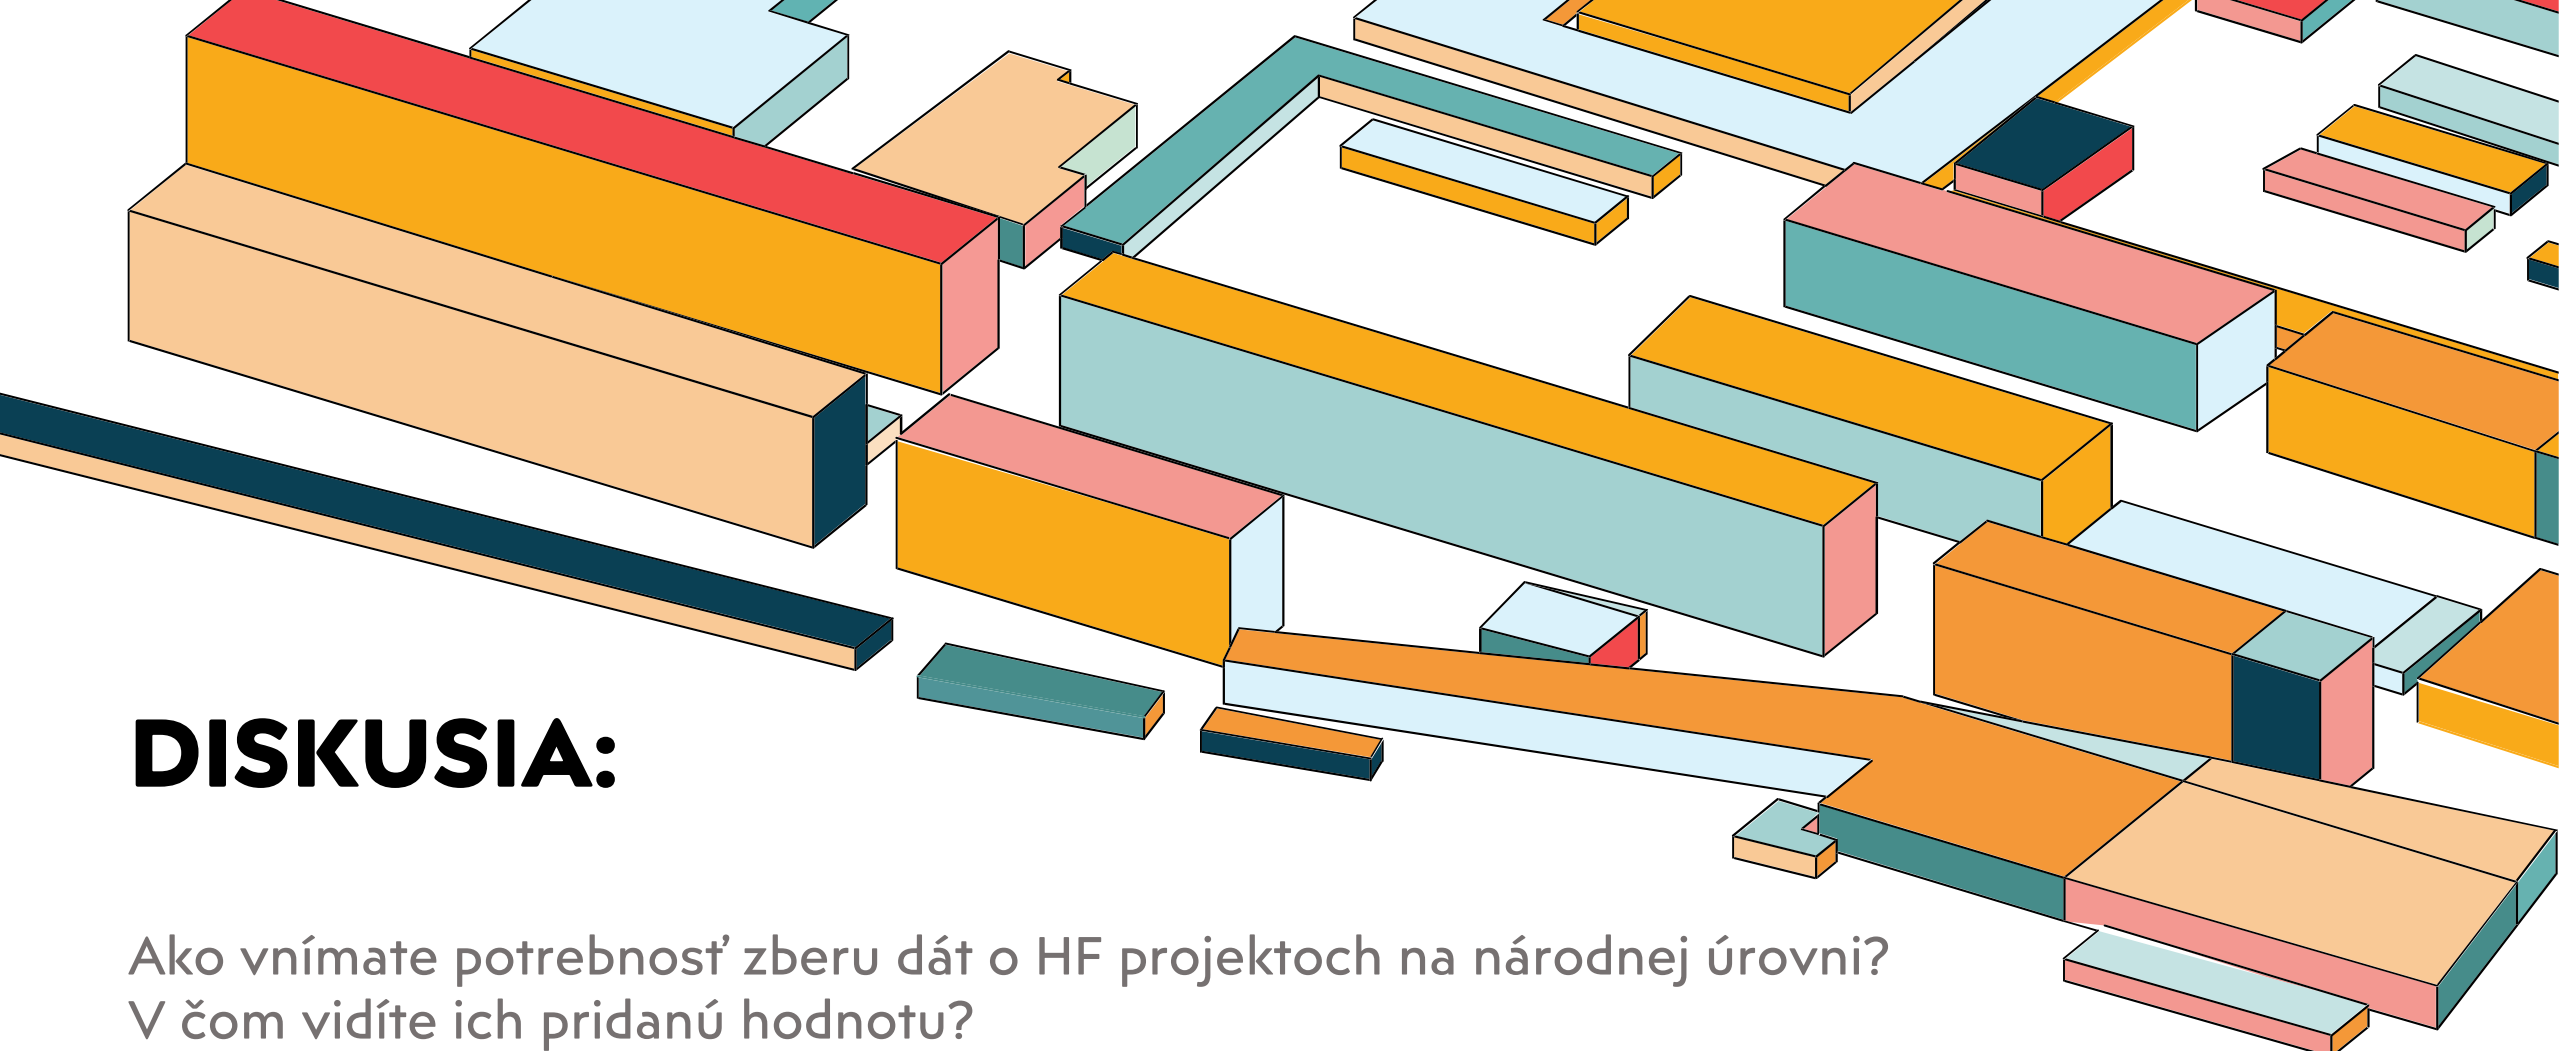 DISKUSIA:
Ako vnímate potrebnosť zberu dát o HF projektoch na národnej úrovni?
V čom vidíte ich pridanú hodnotu?